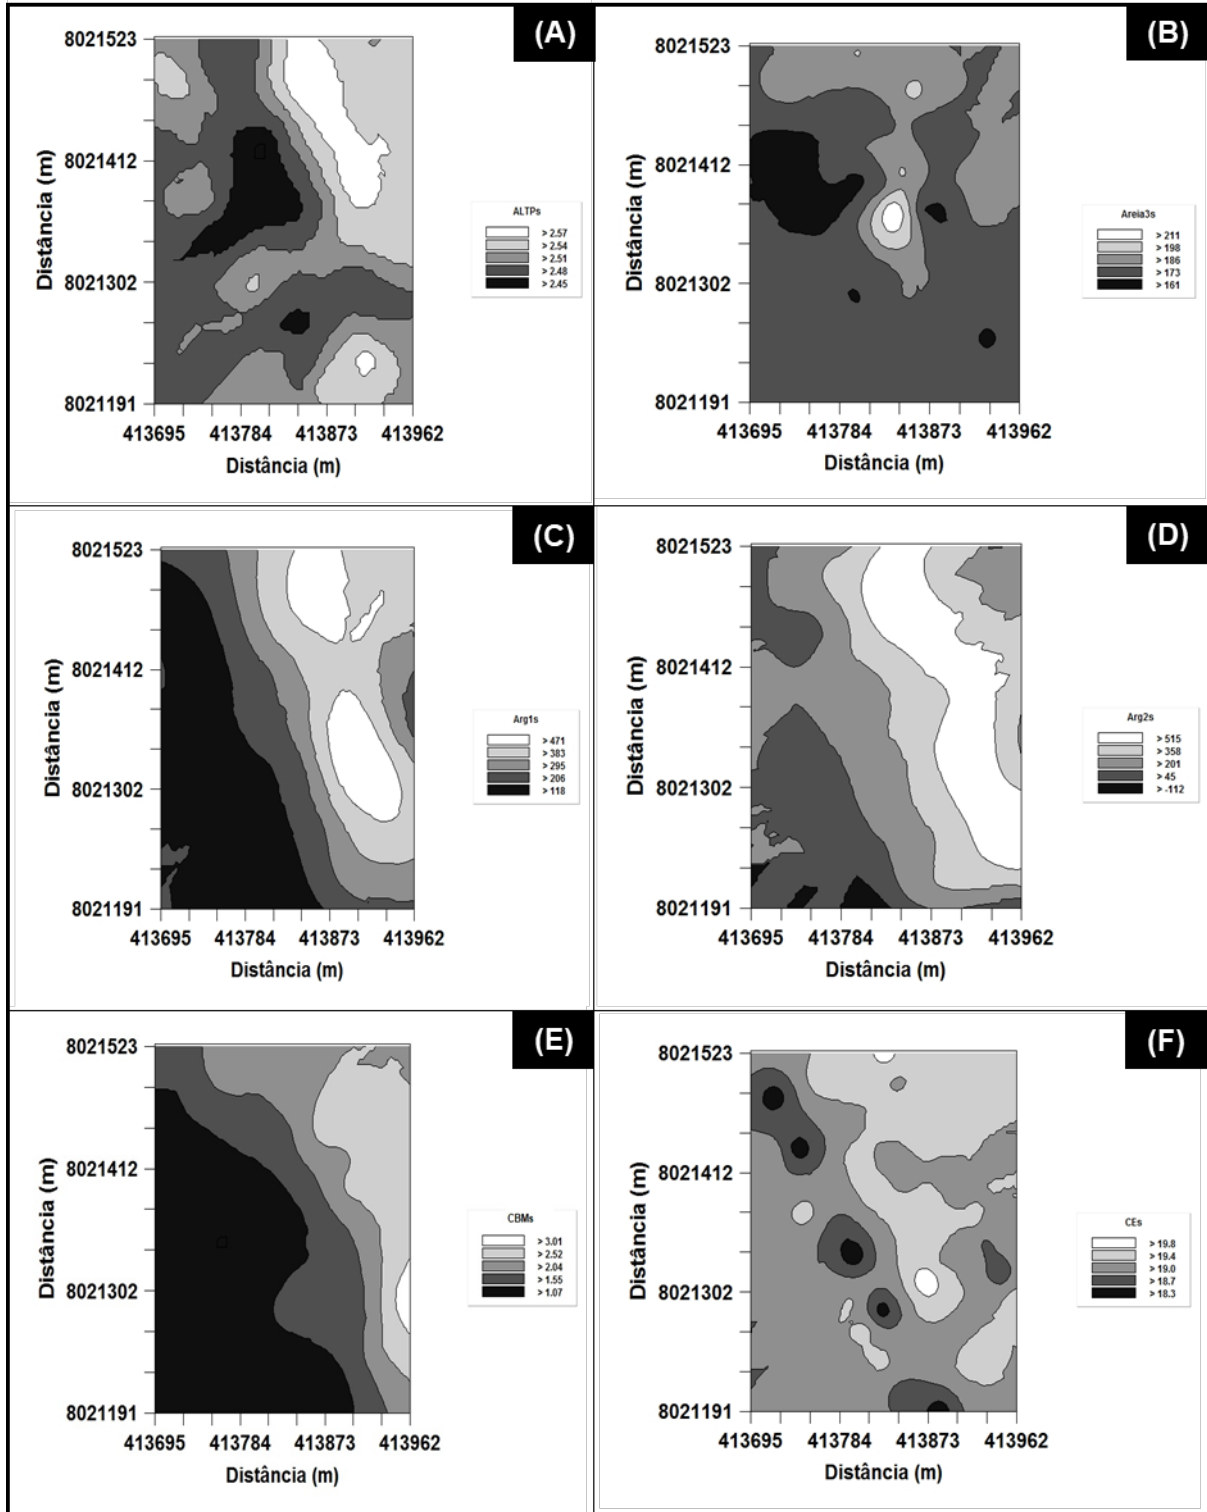 (A)
8021523
8021412
8021302
8021191
Distância (m)
413695 413784 413873 413962
Distância (m)
ALTPs
> 2.57
> 2.54
> 2.51
> 2.48
> 2.45
(B)
8021523
8021412
8021302
8021191
Distância (m)
413695 413784 413873 413962
Distância (m)
Areia3s
> 211
> 198
> 186
> 173
> 161
(C)
8021523
8021412
8021302
8021191
Distância (m)
413695 413784 413873 413962
Distância (m)
Arg1s
> 471
> 383
> 295
> 206
> 118
(D)
8021523
8021412
8021302
8021191
Distância (m)
413695 413784 413873 413962
Distância (m)
Arg2s
> 515
> 358
> 201
> 45
> -112
(E)
8021523
8021412
8021302
8021191
Distância (m)
413695 413784 413873 413962
Distância (m)
CBMs
> 3.01
> 2.52
> 2.04
> 1.55
> 1.07
(F)
8021523
8021412
8021302
8021191
Distância (m)
413695 413784 413873 413962
Distância (m)
CEs
> 19.8
> 19.4
> 19.0
> 18.7
> 18.3